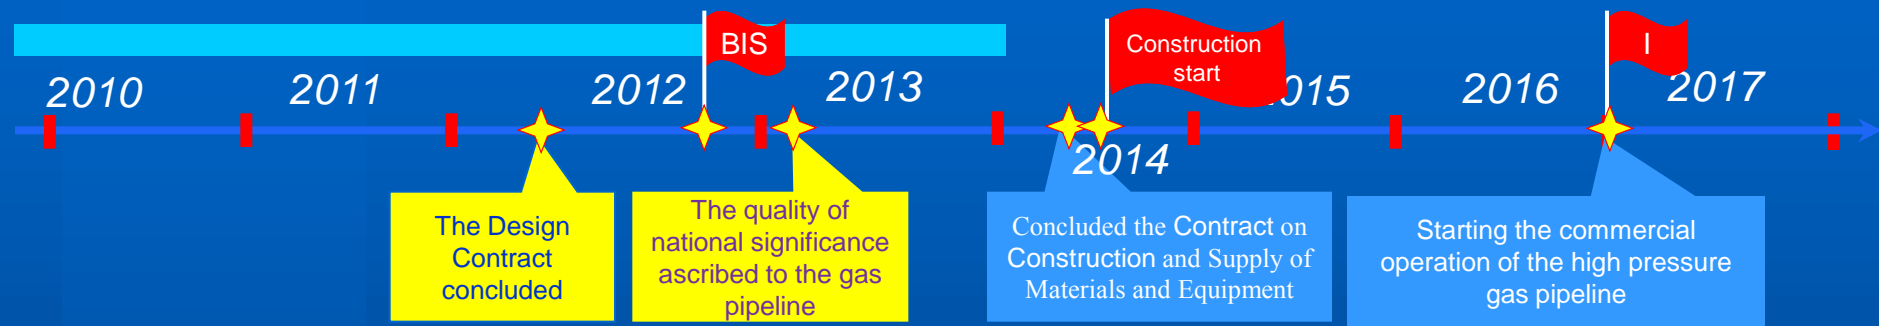 BIS
Construction
start
I
2010
2011
2012
2013
2014
2015
2016
2017
The Design
Contract
concluded
The quality of
national significance
ascribed to the gas
pipeline
Concluded the Contract on
Construction and Supply of
Materials and Equipment
Starting the commercial
operation of the high pressure
gas pipeline